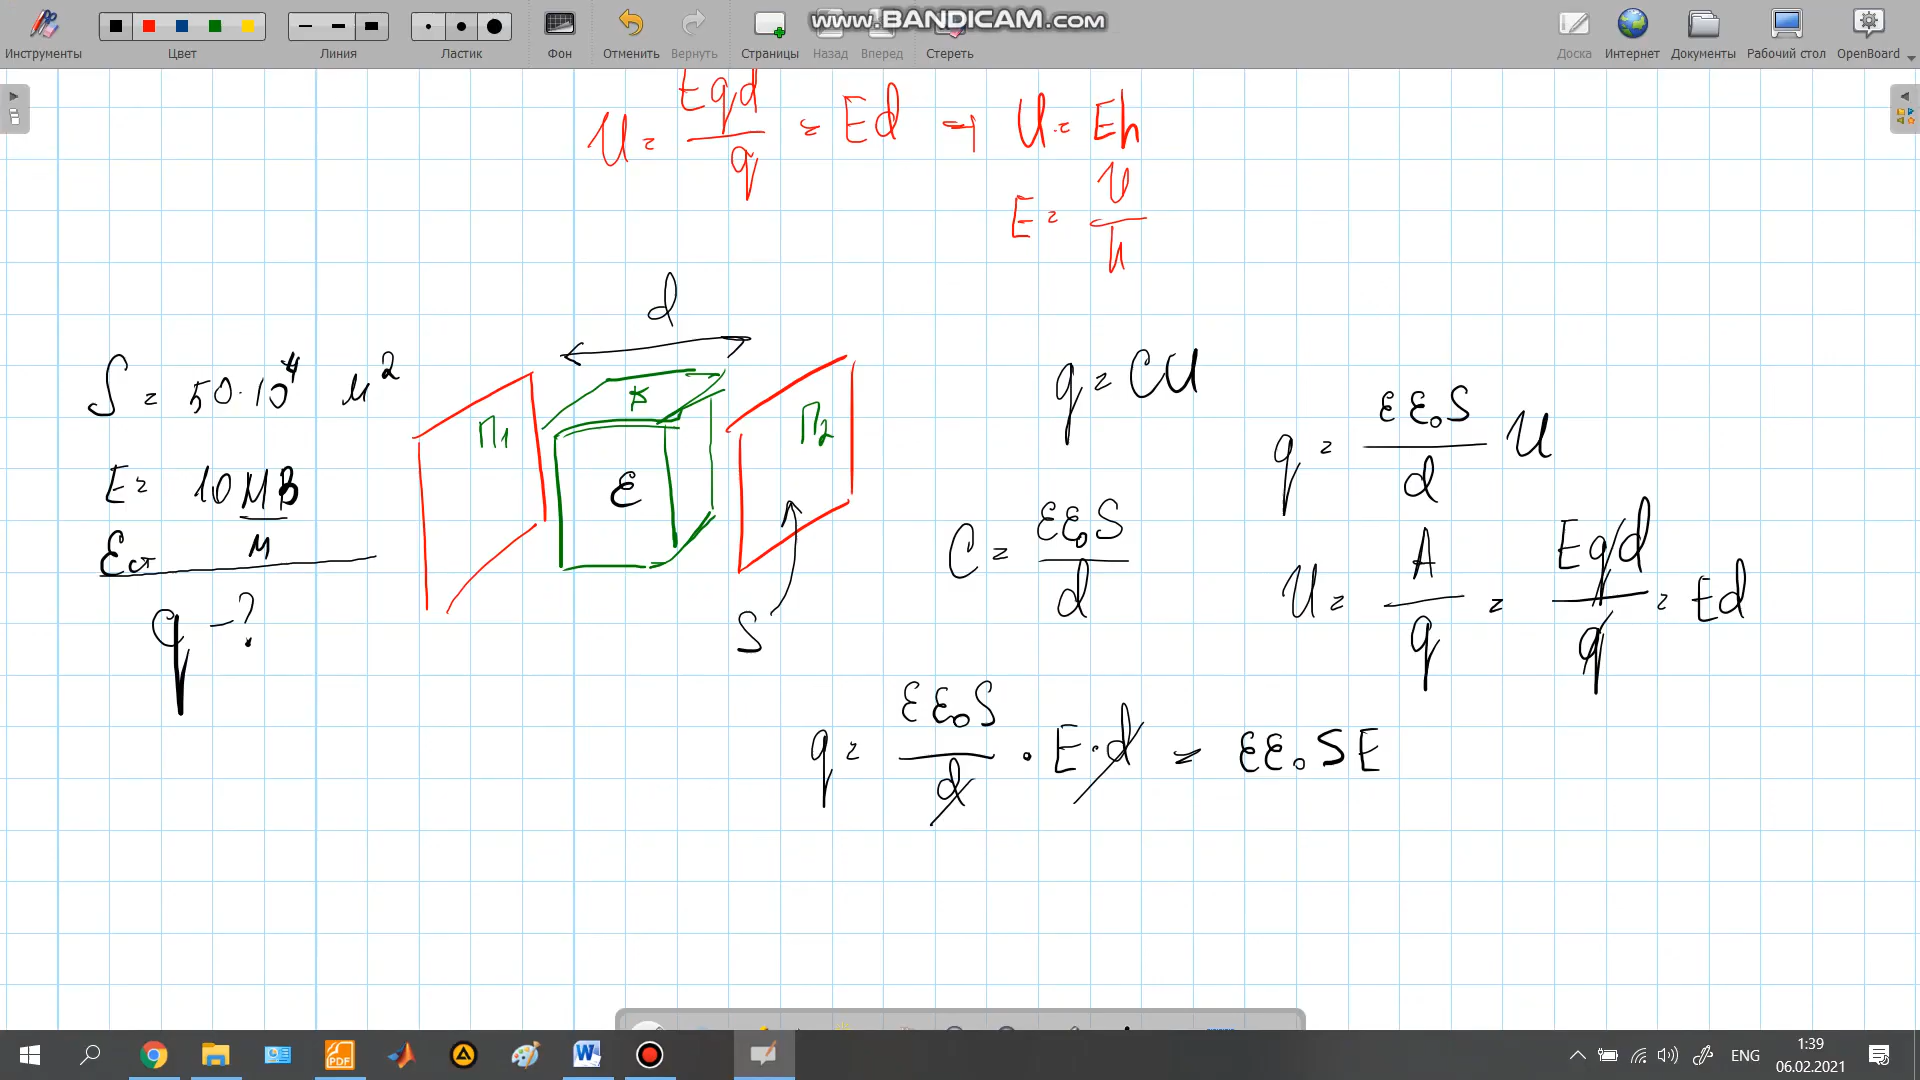 www.BANDICAM.com
Инструменты Цвет Линия Ластик Фон Отменить Вернуть Страницы Назад Вперед Стереть Доска Интернет Документы Рабочий стол OpenBoard
U = Eqd/q = Ed → U = Eh
E = U/h
d
S = 50·10⁴ м²
E = 10 МВ/м
εст
q - ?
П1
ε
П2
S
q = CU
q = εε₀S/d U
C = εε₀S/d
U = A/q = Eqd/q = Ed
q = εε₀S/d · E·d = εε₀SE
ENG
1:39
06.02.2021